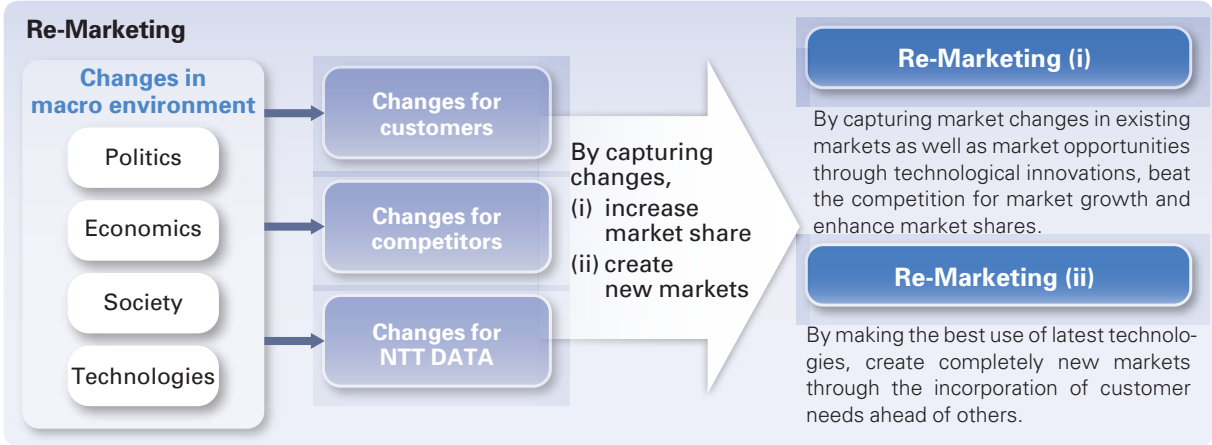 Re-Marketing
Changes in
macro environment
Politics
Economics
Society
Technologies
Changes for
customers
Changes for
competitors
Changes for
NTT DATA
By capturing
changes,
(i) increase
market share
(ii) create
new markets
Re-Marketing (i)
By capturing market changes in existing
markets as well as market opportunities
through technological innovations, beat
the competition for market growth and
enhance market shares.
Re-Marketing (ii)
By making the best use of latest technolo-
gies, create completely new markets
through the incorporation of customer
needs ahead of others.